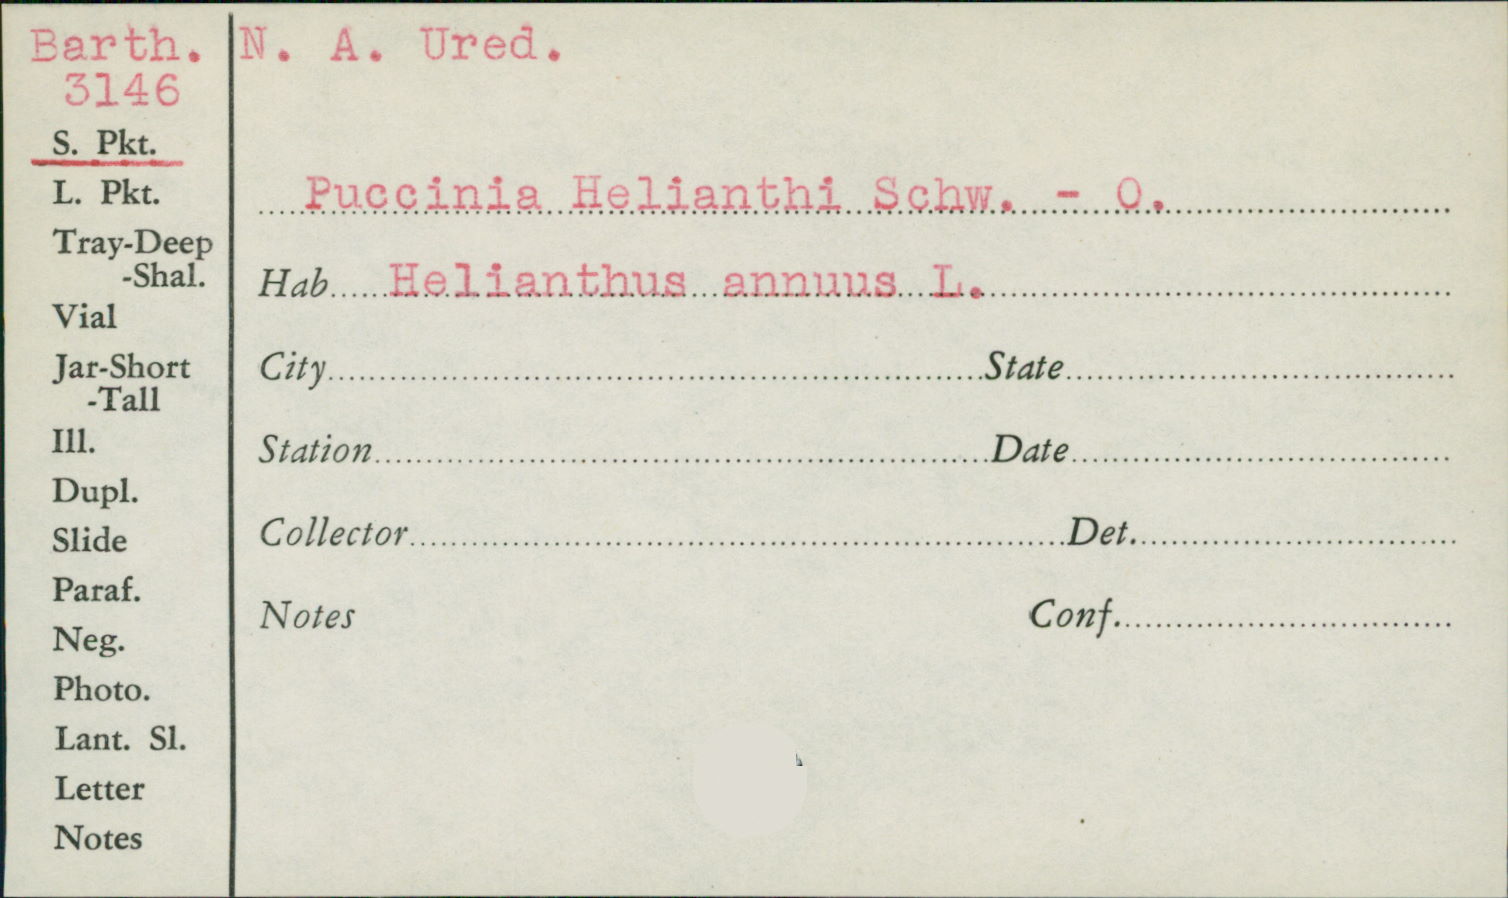 Barth. N. A. Ured.
3146
S. Pkt.
L. Pkt.
Puccinia Helianthi Schw. - O.
Tray-Deep
-Shal.
Hab Helianthus annuus L.
Vial
Jar-Short
-Tall
City State
Ill.
Station Date
Dupl.
Slide
Collector Det.
Paraf.
Neg.
Notes Conf.
Photo.
Lant. Sl.
Letter
Notes